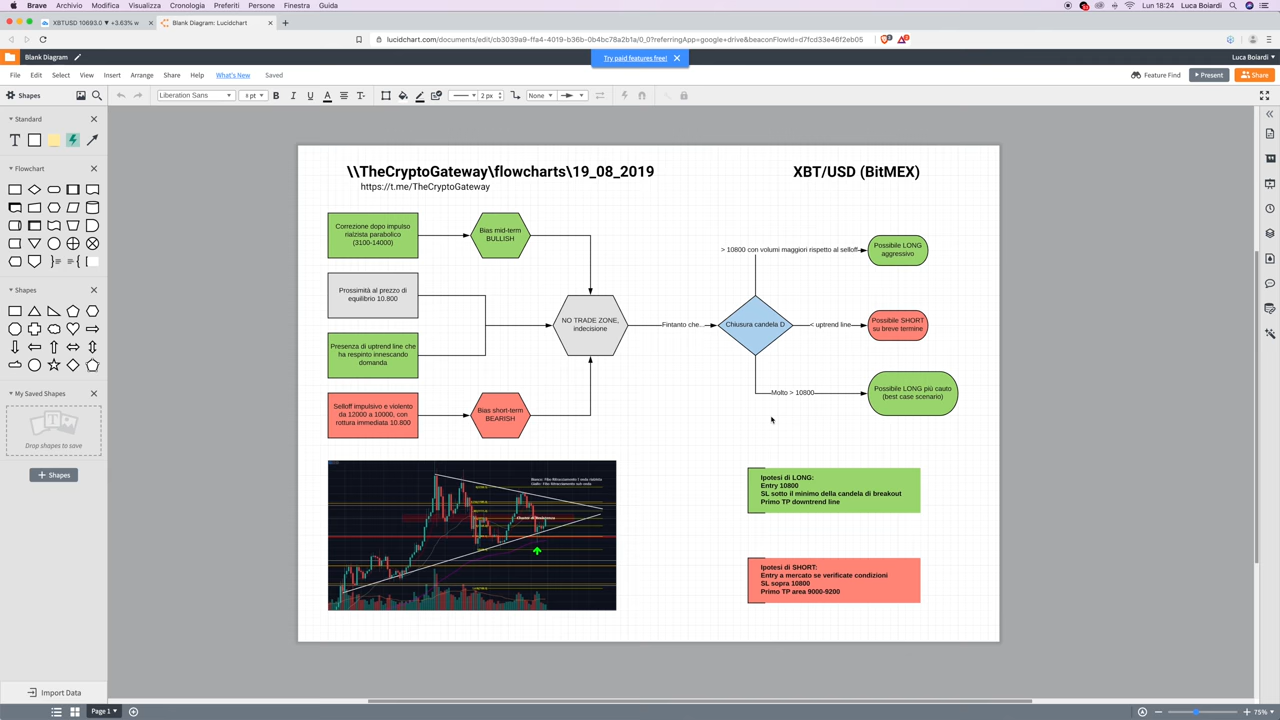 Brave Archivio Modifica Visualizza Cronologia Preferiti Persone Finestra Guida
Lun 18:24 Luca Boiardi
XBTUSD 10693.0 ▼ +3.63% w
Blank Diagram: Lucidchart
lucidchart.com/documents/edit/cb3039a9-ffa4-4019-b36b-0b4bc78a2b1a/0_0?referringApp=google+drive&beaconFlowId=d7fcd33e46f2eb05
Blank Diagram
Try paid features free!
Luca Boiardi
File Edit Select View Insert Arrange Share Help What's New Saved
Feature Find
Present
Share
Shapes
Liberation Sans
pt
2 px
None
Standard
Flowchart
Shapes
My Saved Shapes
Drop shapes to save
+ Shapes
Import Data
Page 1
75%
\\TheCryptoGateway\flowcharts\19_08_2019
XBT/USD (BitMEX)
https://t.me/TheCryptoGateway
Correzione dopo impulso
rialzista parabolico
(3100-14000)
Bias mid-term
BULLISH
Prossimità al prezzo di
equilibrio 10.800
Presenza di uptrend line che
ha respinto innescando
domanda
Selloff impulsivo e violento
da 12000 a 10000, con
rottura immediata 10.800
Bias short-term
BEARISH
NO TRADE ZONE,
indecisione
Fintanto che...
Chiusura candela D
> 10800 con volumi maggiori rispetto al selloff
Possibile LONG
aggressivo
< uptrend line
Possibile SHORT
su breve termine
Molto > 10800
Possibile LONG più cauto
(best case scenario)
Ipotesi di LONG:
Entry 10800
SL sotto il minimo della candela di breakout
Primo TP downtrend line
Ipotesi di SHORT:
Entry a mercato se verificate condizioni
SL sopra 10800
Primo TP area 9000-9200